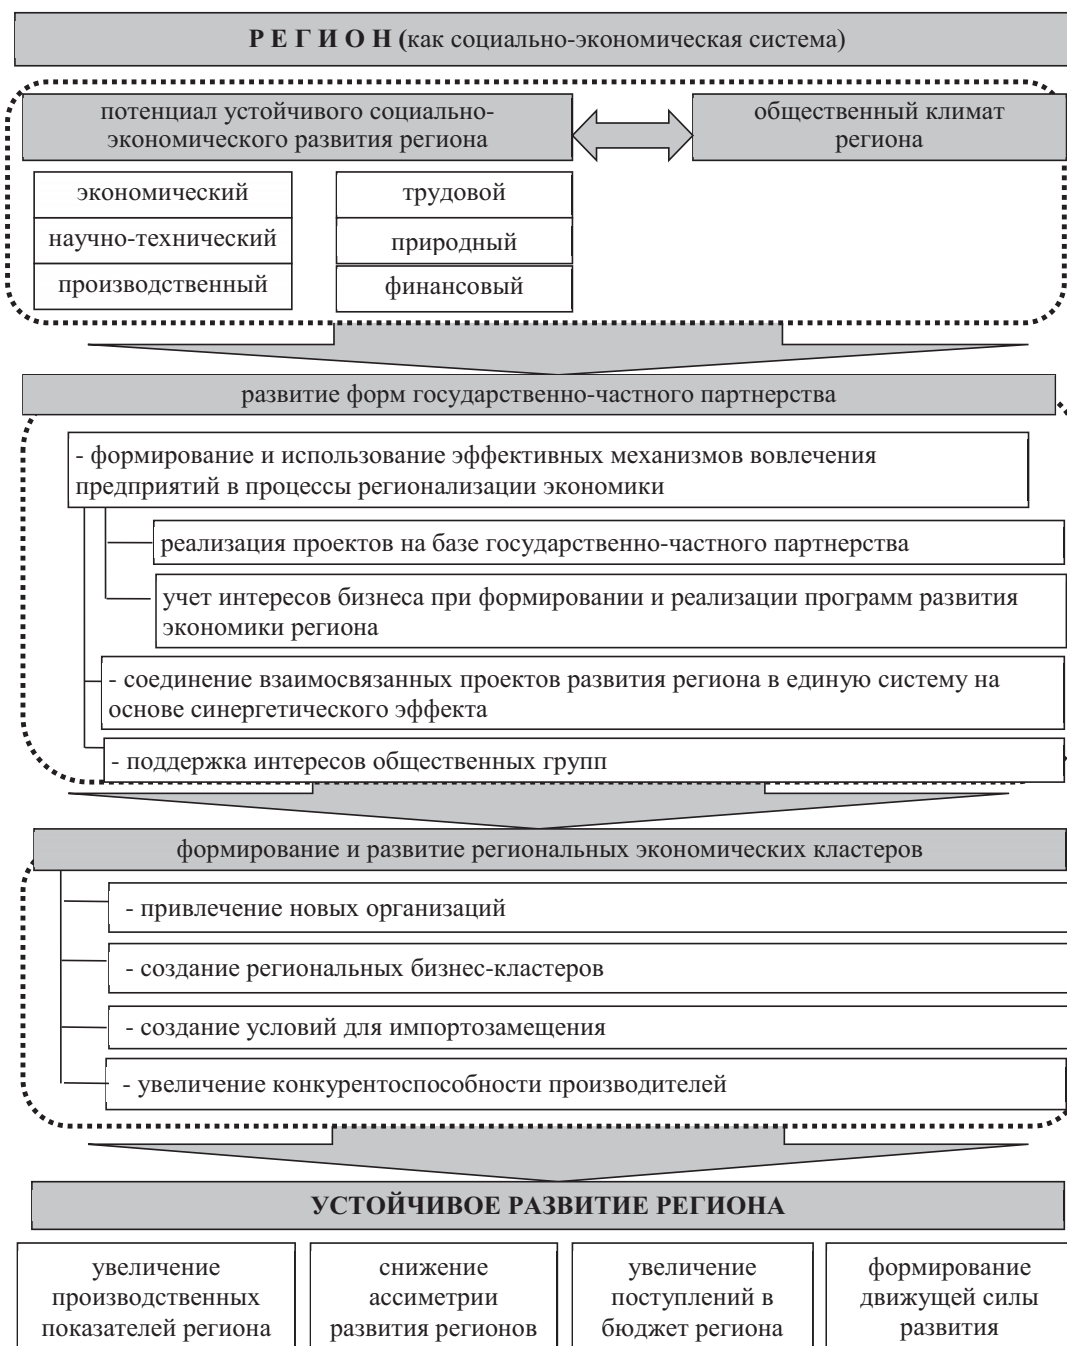 Р Е Г И О Н (как социально-экономическая система)
потенциал устойчивого социально-
экономического развития региона
общественный климат
региона
экономический
научно-технический
производственный
трудовой
природный
финансовый
развитие форм государственно-частного партнерства
- формирование и использование эффективных механизмов вовлечения
предприятий в процессы регионализации экономики
реализация проектов на базе государственно-частного партнерства
учет интересов бизнеса при формировании и реализации программ развития
экономики региона
- соединение взаимосвязанных проектов развития региона в единую систему на
основе синергетического эффекта
- поддержка интересов общественных групп
формирование и развитие региональных экономических кластеров
- привлечение новых организаций
- создание региональных бизнес-кластеров
- создание условий для импортозамещения
- увеличение конкурентоспособности производителей
УСТОЙЧИВОЕ РАЗВИТИЕ РЕГИОНА
увеличение
производственных
показателей региона
снижение
ассиметрии
развития регионов
увеличение
поступлений в
бюджет региона
формирование
движущей силы
развития